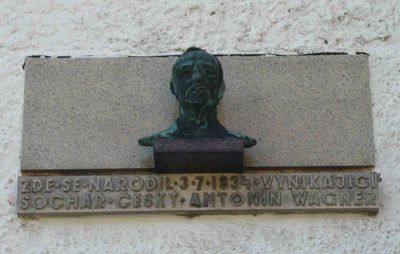 ZDE·SE·NARODIL·3·7·1834·VYNIKAJÍCÍ
SOCHAŘ·ČESKÝ·ANTONÍN WAGNER